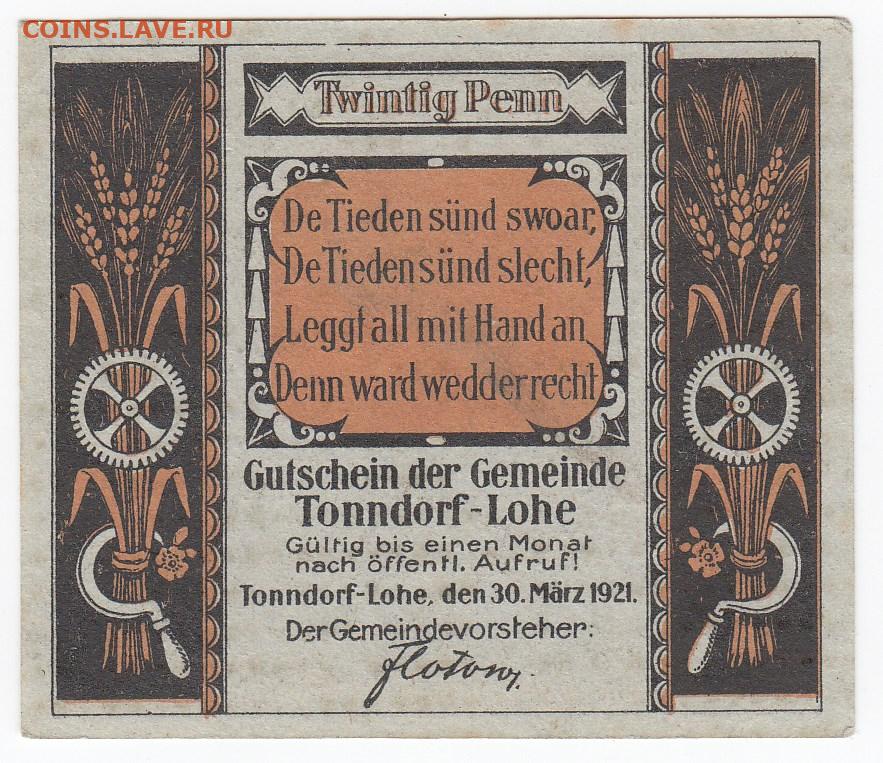 COINS.LAVE.RU
Twintig Penn
De Tieden sünd swoar,
De Tieden sünd slecht,
Leggt all mit Hand an
Denn ward wedder recht
Gutschein der Gemeinde
Tonndorf-Lohe
Gültig bis einen Monat
nach öffentl. Aufruf!
Tonndorf-Lohe, den 30. März 1921.
Der Gemeindevorsteher:
Flotow.